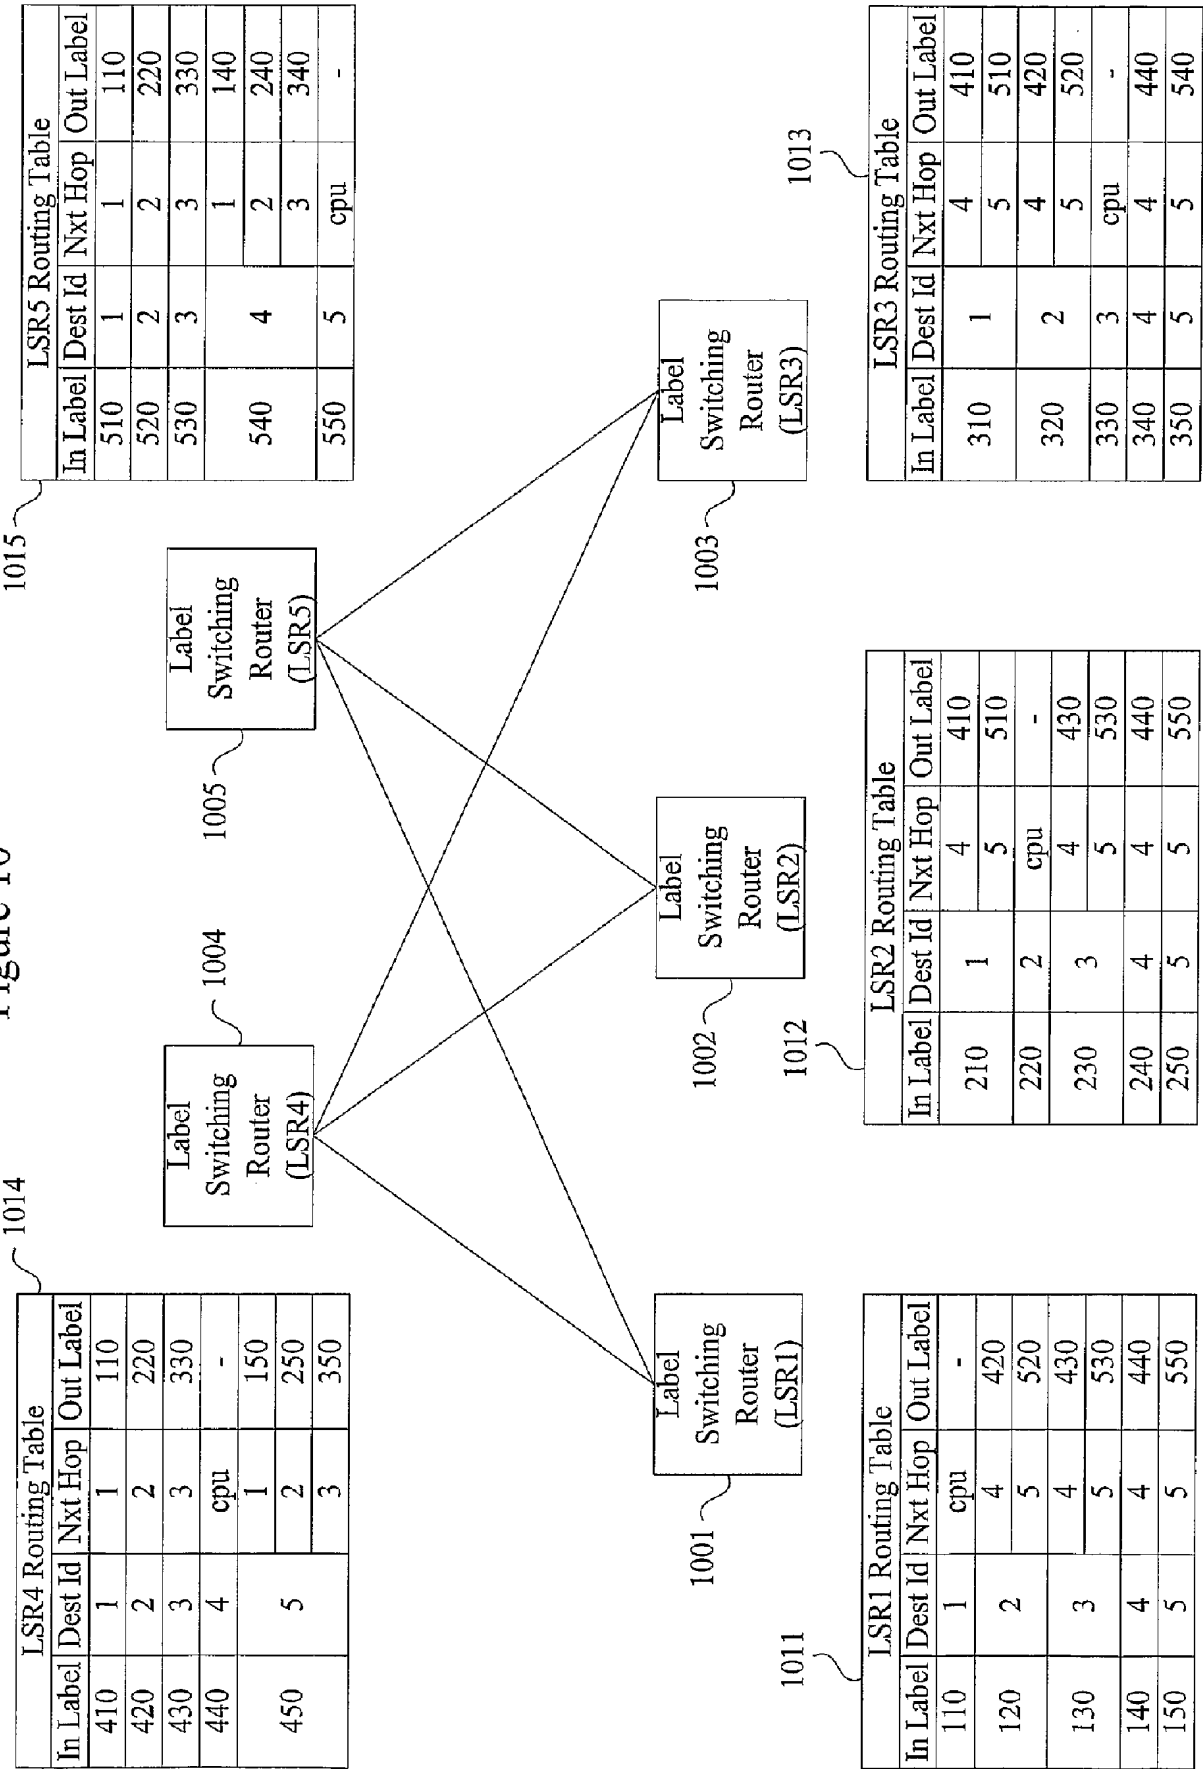 Figure 10
1014
LSR4 Routing Table
In Label Dest Id Nxt Hop Out Label
410 1 1 110
420 2 2 220
430 3 3 330
440 4 cpu -
450 5 1 150
2 250
3 350
1015
LSR5 Routing Table
In Label Dest Id Nxt Hop Out Label
510 1 1 110
520 2 2 220
530 3 3 330
540 4 1 140
2 240
3 340
550 5 cpu -
1004
Label
Switching
Router
(LSR4)
1005
Label
Switching
Router
(LSR5)
1001
Label
Switching
Router
(LSR1)
1002
Label
Switching
Router
(LSR2)
1003
Label
Switching
Router
(LSR3)
1011
LSR1 Routing Table
In Label Dest Id Nxt Hop Out Label
110 1 cpu -
120 2 4 420
5 520
130 3 4 430
5 530
140 4 4 440
150 5 5 550
1012
LSR2 Routing Table
In Label Dest Id Nxt Hop Out Label
210 1 4 410
5 510
220 2 cpu -
230 3 4 430
5 530
240 4 4 440
250 5 5 550
1013
LSR3 Routing Table
In Label Dest Id Nxt Hop Out Label
310 1 4 410
5 510
320 2 4 420
5 520
330 3 cpu -
340 4 4 440
350 5 5 540